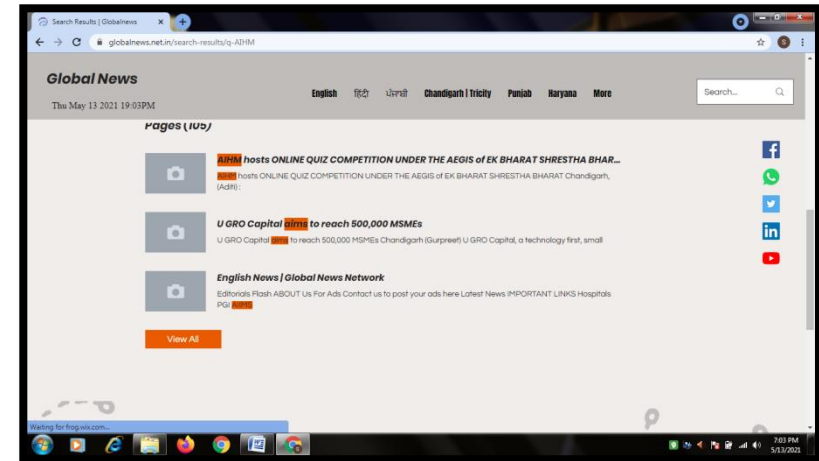 Search Results | Globalnews
globalnews.net.in/search-results/q-AIHM
S
Global News
Thu May 13 2021 19:03PM
English हिंदी ਪੰਜਾਬੀ Chandigarh | Tricity Punjab Haryana More
Search...
Pages (105)
AIHM hosts ONLINE QUIZ COMPETITION UNDER THE AEGIS of EK BHARAT SHRESTHA BHAR...
AIHM hosts ONLINE QUIZ COMPETITION UNDER THE AEGIS of EK BHARAT SHRESTHA BHARAT Chandigarh,
(Aditi) :
U GRO Capital aims to reach 500,000 MSMEs
U GRO Capital aims to reach 500,000 MSMEs Chandigarh (Gurpreet) U GRO Capital, a technology first, small
English News | Global News Network
Editorials Flash ABOUT Us For Ads Contact us to post your ads here Latest News IMPORTANT LINKS Hospitals
PGI AIIMS
View All
Waiting for frog.wix.com...
7:03 PM
5/13/2021